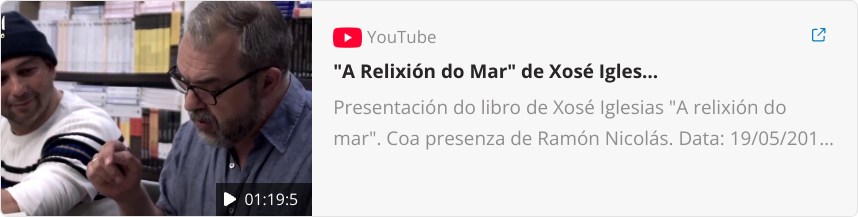 YouTube
"A Relixión do Mar" de Xosé Igles...
Presentación do libro de Xosé Iglesias "A relixión do
mar". Coa presenza de Ramón Nicolás. Data: 19/05/201...
01:19:5